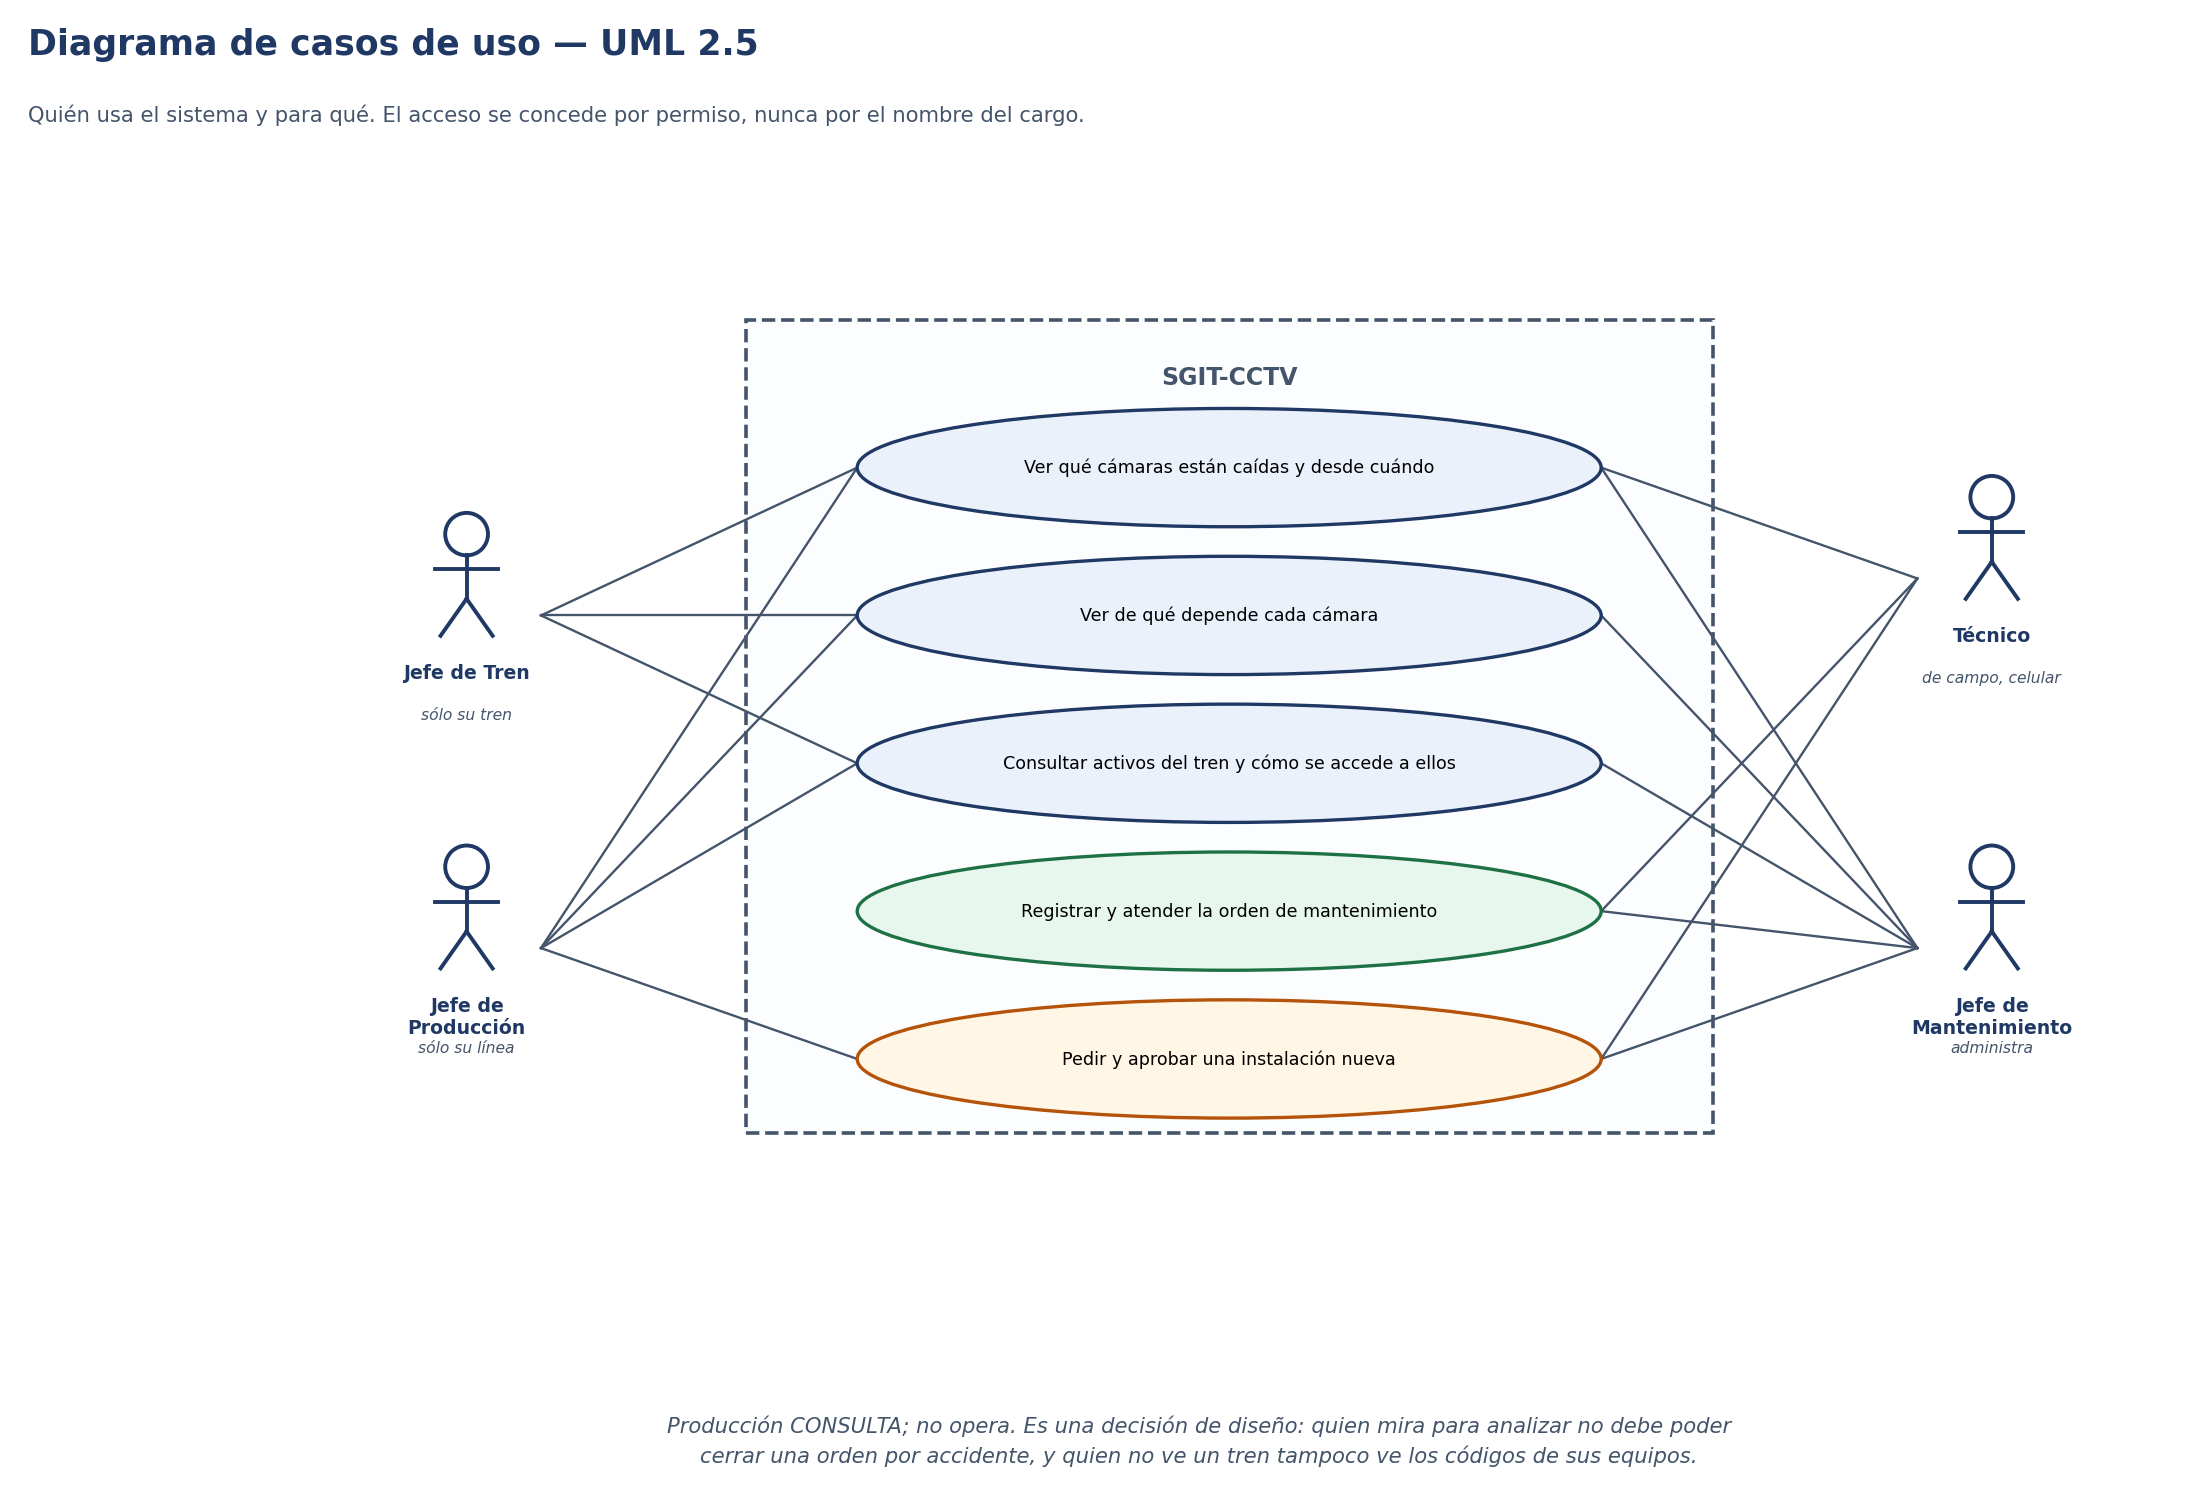 Diagrama de casos de uso — UML 2.5
Quién usa el sistema y para qué. El acceso se concede por permiso, nunca por el nombre del cargo.
SGIT-CCTV
Ver qué cámaras están caídas y desde cuándo
Ver de qué depende cada cámara
Consultar activos del tren y cómo se accede a ellos
Registrar y atender la orden de mantenimiento
Pedir y aprobar una instalación nueva
Jefe de Tren
sólo su tren
Jefe de
Producción
sólo su línea
Técnico
de campo, celular
Jefe de
Mantenimiento
administra
Producción CONSULTA; no opera. Es una decisión de diseño: quien mira para analizar no debe poder
cerrar una orden por accidente, y quien no ve un tren tampoco ve los códigos de sus equipos.